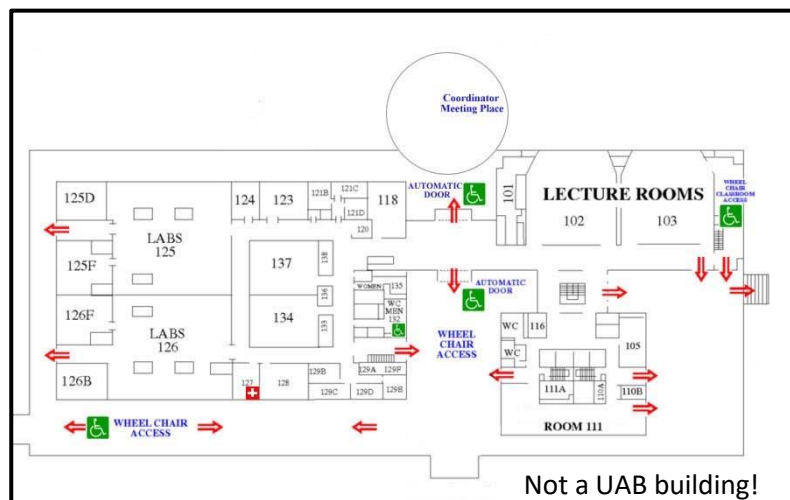 Coordinator
Meeting Place
125D
124
123
121B
121C
121D
120
118
AUTOMATIC
DOOR
101
LECTURE ROOMS
102
103
WHEEL
CHAIR
CLASSROOM
ACCESS
LABS
125
125F
137
138
136
134
133
126F
LABS
126
126B
WOMEN
135
WC
MEN
132
AUTOMATIC
DOOR
WHEEL
CHAIR
ACCESS
WC
116
WC
105
127
128
129B
129A
129F
129C
129D
129E
111A
110A
110B
ROOM 111
WHEEL CHAIR
ACCESS
Not a UAB building!